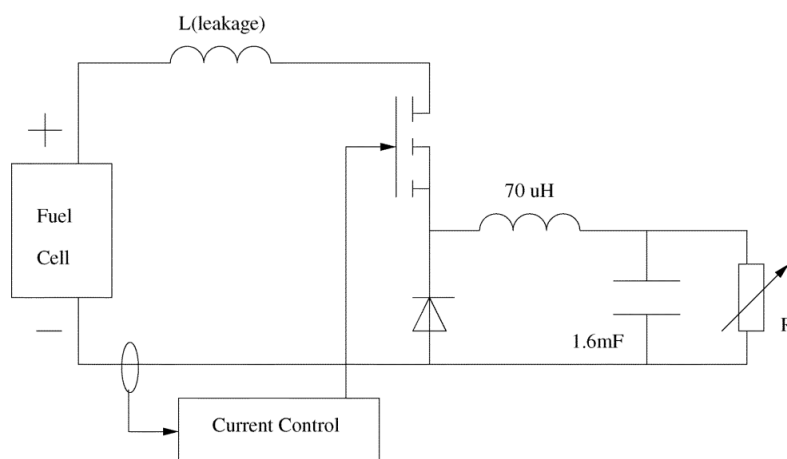 L(leakage)
+
Fuel
Cell
−
70 uH
1.6mF
R
Current Control